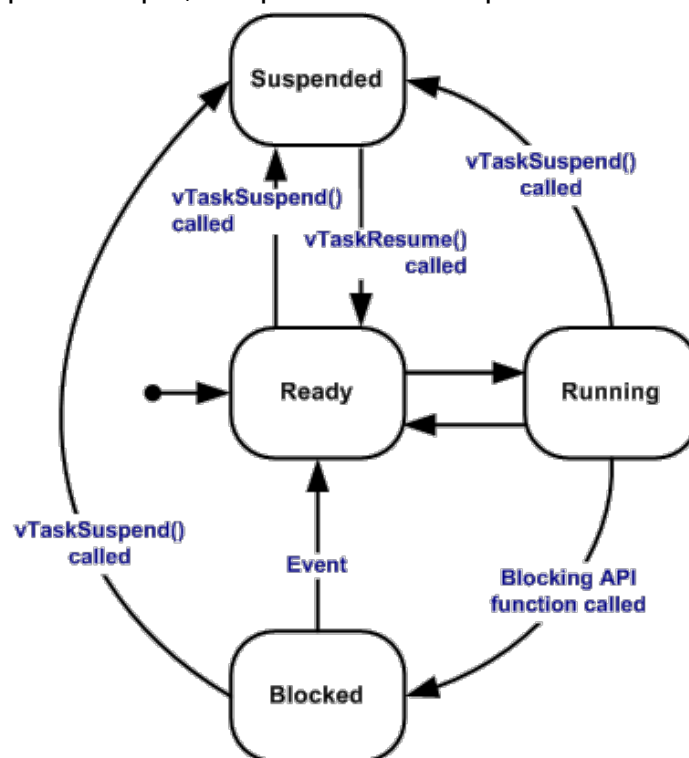 Suspended
vTaskSuspend()
called
vTaskSuspend()
called
vTaskResume()
called
Ready
Running
vTaskSuspend()
called
Event
Blocking API
function called
Blocked